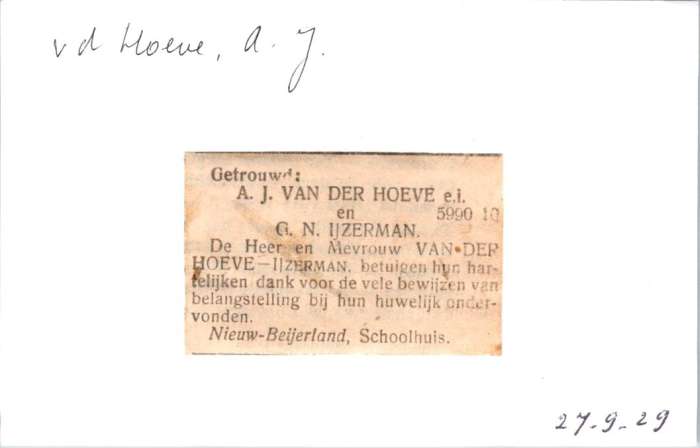 v d Hoeve, A. J.
Getrouwd:
A. J. VAN DER HOEVE e.i.
en 5990 10
G. N. IJZERMAN.
De Heer en Mevrouw VAN DER
HOEVE—IJZERMAN, betuigen hun har-
telijken dank voor de vele bewijzen van
belangstelling bij hun huwelijk onder-
vonden.
Nieuw-Beijerland, Schoolhuis.
27-9-29